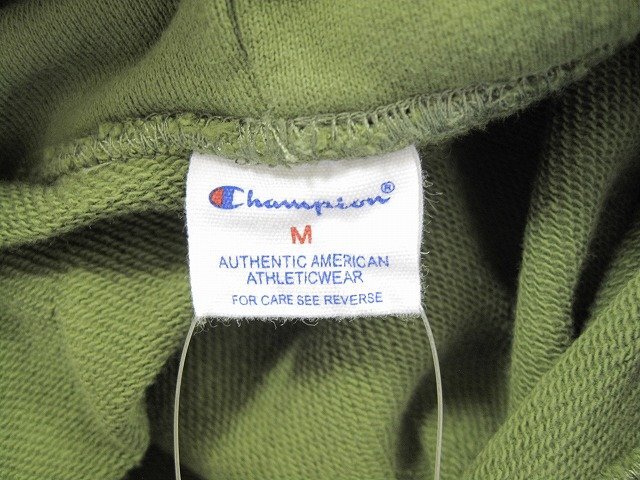 Champion®
M
AUTHENTIC AMERICAN
ATHLETICWEAR
FOR CARE SEE REVERSE